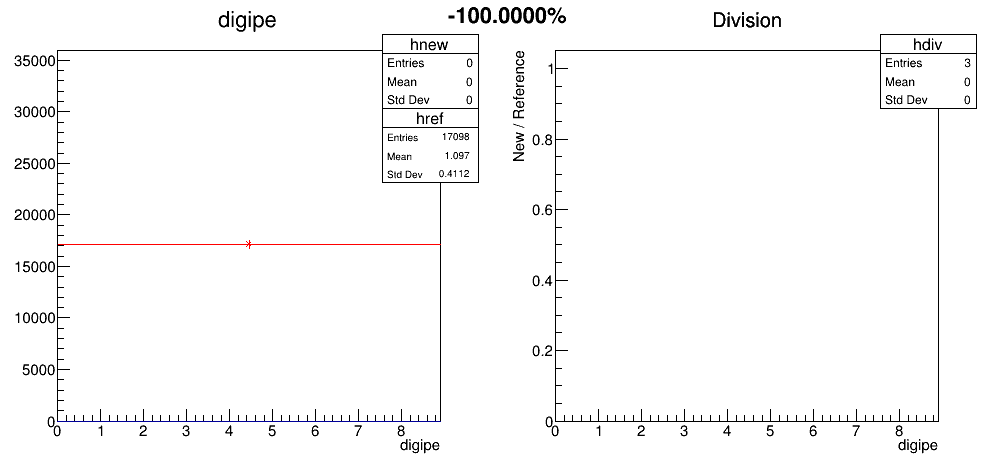 -100.0000%
digipe
hnew
Entries 0
Mean 0
Std Dev 0
href
Entries 17098
Mean 1.097
Std Dev 0.4112
35000
30000
25000
20000
15000
10000
5000
0
0 1 2 3 4 5 6 7 8
digipe
Division
hdiv
Entries 3
Mean 0
Std Dev 0
New / Reference
1
0.8
0.6
0.4
0.2
0
0 1 2 3 4 5 6 7 8
digipe